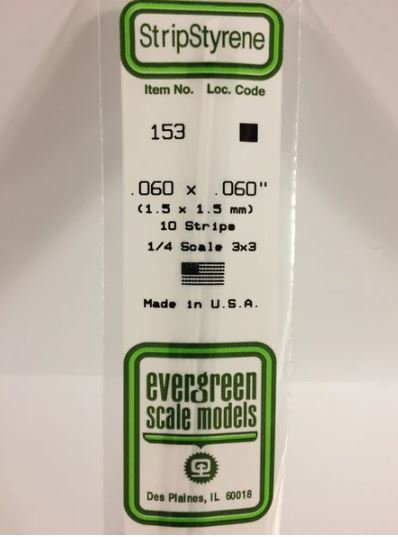 StripStyrene
Item No. Loc. Code
153
.060 x .060"
(1.5 x 1.5 mm)
10 Strips
1/4 Scale 3x3
Made in U.S.A.
evergreen
scale models
Des Plaines, IL 60018